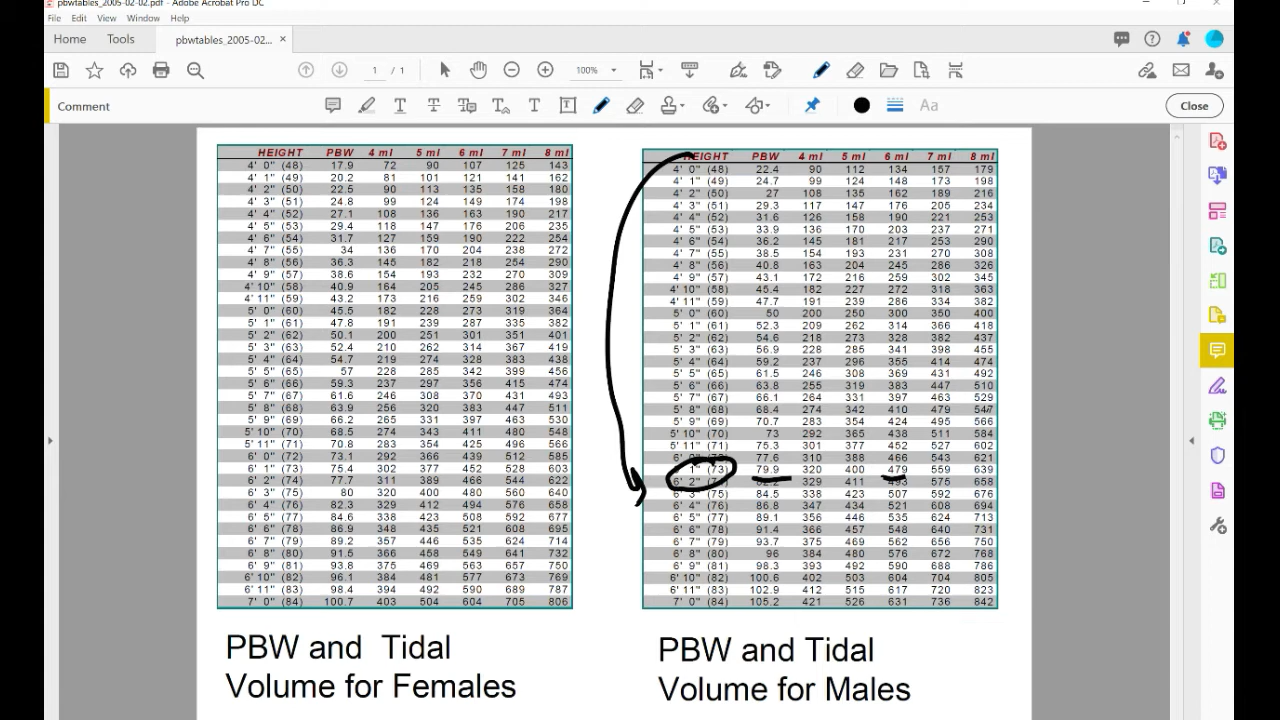 pbwtables_2005-02-02.pdf - Adobe Acrobat Pro DC
File Edit View Window Help
Home Tools pbwtables_2005-02... ×
1 / 1 100%
Comment Close
HEIGHT PBW 4 ml 5 ml 6 ml 7 ml 8 ml
4' 0" (48) 17.9 72 90 107 125 143
4' 1" (49) 20.2 81 101 121 141 162
4' 2" (50) 22.5 90 113 135 158 180
4' 3" (51) 24.8 99 124 149 174 198
4' 4" (52) 27.1 108 136 163 190 217
4' 5" (53) 29.4 118 147 176 206 235
4' 6" (54) 31.7 127 159 190 222 254
4' 7" (55) 34 136 170 204 238 272
4' 8" (56) 36.3 145 182 218 254 290
4' 9" (57) 38.6 154 193 232 270 309
4' 10" (58) 40.9 164 205 245 286 327
4' 11" (59) 43.2 173 216 259 302 346
5' 0" (60) 45.5 182 228 273 319 364
5' 1" (61) 47.8 191 239 287 335 382
5' 2" (62) 50.1 200 251 301 351 401
5' 3" (63) 52.4 210 262 314 367 419
5' 4" (64) 54.7 219 274 328 383 438
5' 5" (65) 57 228 285 342 399 456
5' 6" (66) 59.3 237 297 356 415 474
5' 7" (67) 61.6 246 308 370 431 493
5' 8" (68) 63.9 256 320 383 447 511
5' 9" (69) 66.2 265 331 397 463 530
5' 10" (70) 68.5 274 343 411 480 548
5' 11" (71) 70.8 283 354 425 496 566
6' 0" (72) 73.1 292 366 439 512 585
6' 1" (73) 75.4 302 377 452 528 603
6' 2" (74) 77.7 311 389 466 544 622
6' 3" (75) 80 320 400 480 560 640
6' 4" (76) 82.3 329 412 494 576 658
6' 5" (77) 84.6 338 423 508 592 677
6' 6" (78) 86.9 348 435 521 608 695
6' 7" (79) 89.2 357 446 535 624 714
6' 8" (80) 91.5 366 458 549 641 732
6' 9" (81) 93.8 375 469 563 657 750
6' 10" (82) 96.1 384 481 577 673 769
6' 11" (83) 98.4 394 492 590 689 787
7' 0" (84) 100.7 403 504 604 705 806
PBW and Tidal
Volume for Females
HEIGHT PBW 4 ml 5 ml 6 ml 7 ml 8 ml
4' 0" (48) 22.4 90 112 134 157 179
4' 1" (49) 24.7 99 124 148 173 198
4' 2" (50) 27 108 135 162 189 216
4' 3" (51) 29.3 117 147 176 205 234
4' 4" (52) 31.6 126 158 190 221 253
4' 5" (53) 33.9 136 170 203 237 271
4' 6" (54) 36.2 145 181 217 253 290
4' 7" (55) 38.5 154 193 231 270 308
4' 8" (56) 40.8 163 204 245 286 326
4' 9" (57) 43.1 172 216 259 302 345
4' 10" (58) 45.4 182 227 272 318 363
4' 11" (59) 47.7 191 239 286 334 382
5' 0" (60) 50 200 250 300 350 400
5' 1" (61) 52.3 209 262 314 366 418
5' 2" (62) 54.6 218 273 328 382 437
5' 3" (63) 56.9 228 285 341 398 455
5' 4" (64) 59.2 237 296 355 414 474
5' 5" (65) 61.5 246 308 369 431 492
5' 6" (66) 63.8 255 319 383 447 510
5' 7" (67) 66.1 264 331 397 463 529
5' 8" (68) 68.4 274 342 410 479 547
5' 9" (69) 70.7 283 354 424 495 566
5' 10" (70) 73 292 365 438 511 584
5' 11" (71) 75.3 301 377 452 527 602
77.6 310 388 466 543 621
1" (73) 79.9 320 400 479 559 639
6' 2" 329 411 493 575 658
6' 3" (75) 84.5 338 423 507 592 676
6' 4" (76) 86.8 347 434 521 608 694
6' 5" (77) 89.1 356 446 535 624 713
6' 6" (78) 91.4 366 457 548 640 731
6' 7" (79) 93.7 375 469 562 656 750
6' 8" (80) 96 384 480 576 672 768
6' 9" (81) 98.3 393 492 590 688 786
6' 10" (82) 100.6 402 503 604 704 805
6' 11" (83) 102.9 412 515 617 720 823
7' 0" (84) 105.2 421 526 631 736 842
PBW and Tidal
Volume for Males